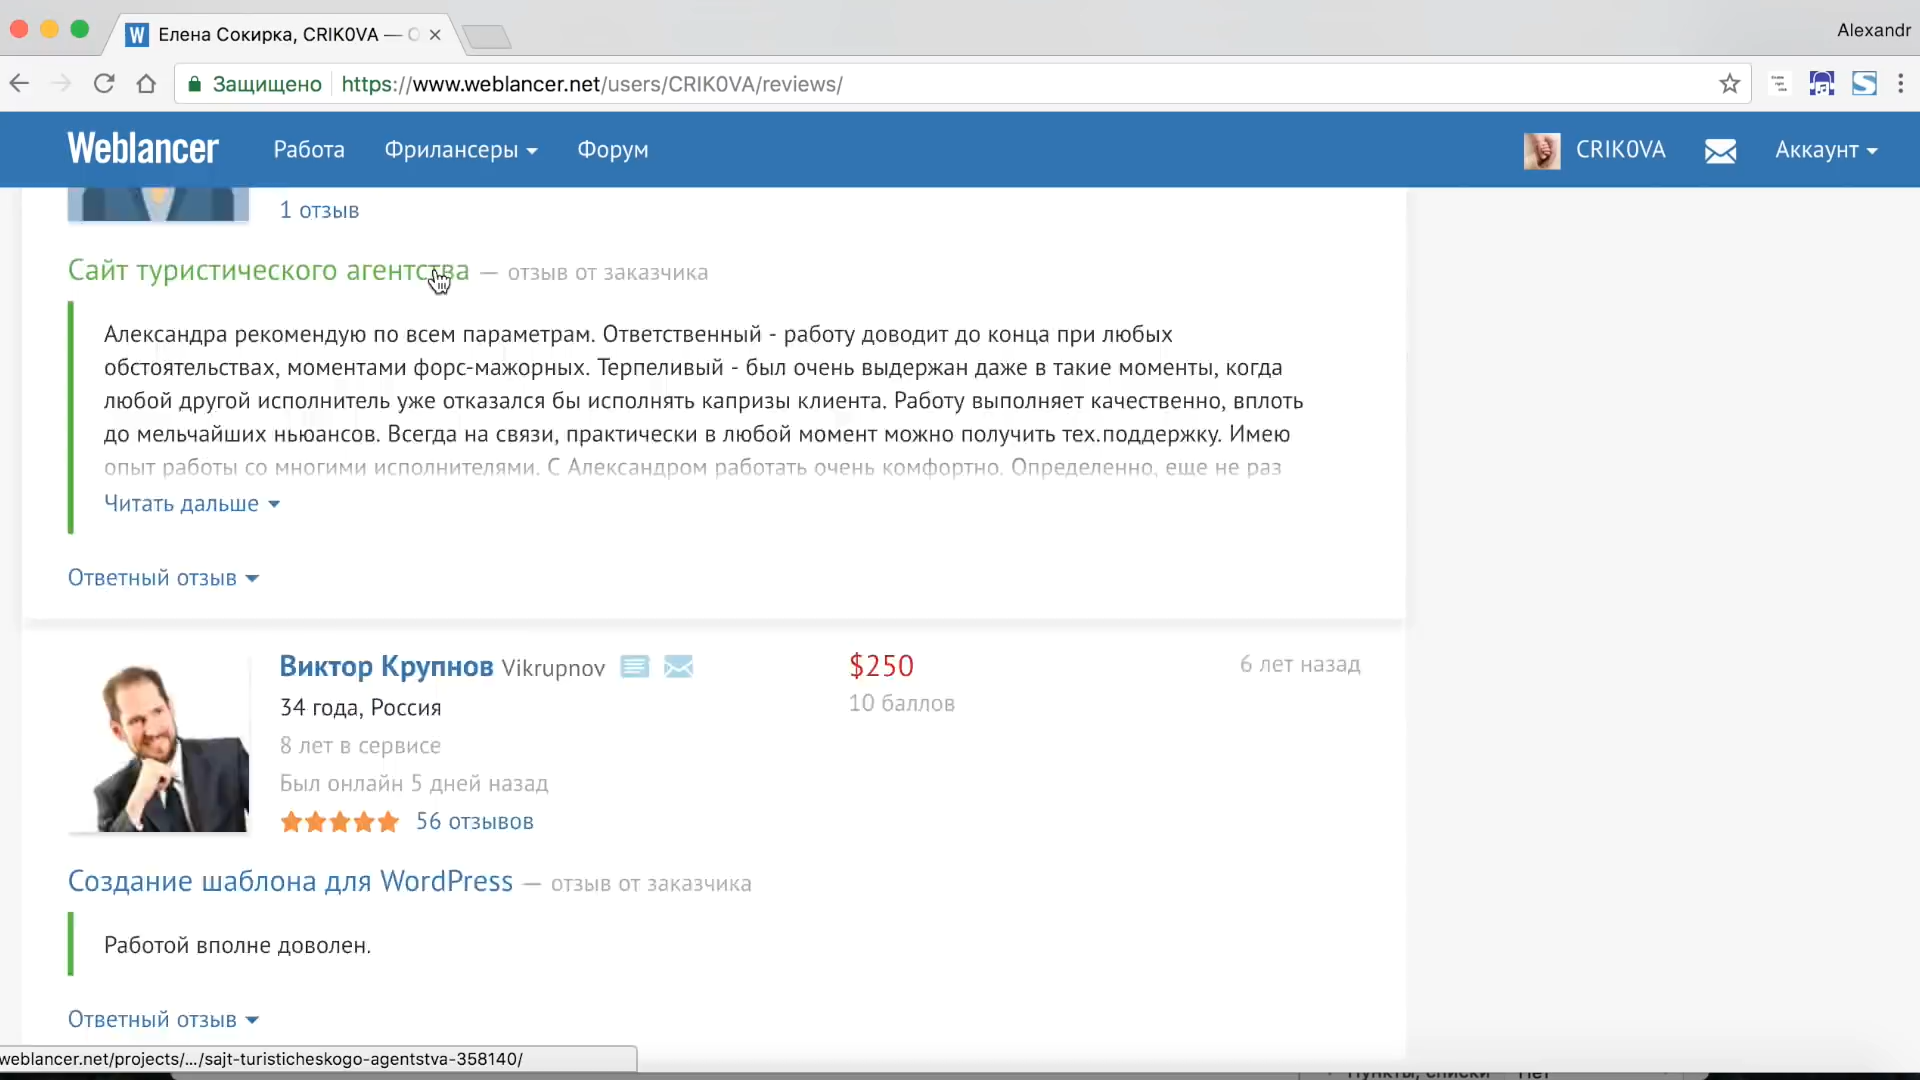 Елена Сокирка, CRIK0VA —
Alexandr
Защищено https://www.weblancer.net/users/CRIK0VA/reviews/
Weblancer Работа Фрилансеры Форум CRIK0VA Аккаунт
1 отзыв
Сайт туристического агентства — отзыв от заказчика
Александра рекомендую по всем параметрам. Ответственный - работу доводит до конца при любых
обстоятельствах, моментами форс-мажорных. Терпеливый - был очень выдержан даже в такие моменты, когда
любой другой исполнитель уже отказался бы исполнять капризы клиента. Работу выполняет качественно, вплоть
до мельчайших ньюансов. Всегда на связи, практически в любой момент можно получить тех.поддержку. Имею
опыт работы со многими исполнителями. С Александром работать очень комфортно. Определенно, еще не раз
Читать дальше
Ответный отзыв
Виктор Крупнов Vikrupnov $250 6 лет назад
34 года, Россия 10 баллов
8 лет в сервисе
Был онлайн 5 дней назад
56 отзывов
Создание шаблона для WordPress — отзыв от заказчика
Работой вполне доволен.
Ответный отзыв
weblancer.net/projects/.../sajt-turisticheskogo-agentstva-358140/